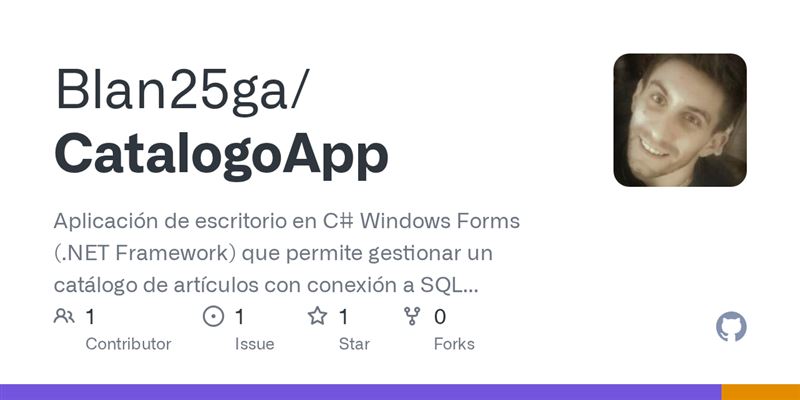 Blan25ga/
CatalogoApp
Aplicación de escritorio en C# Windows Forms
(.NET Framework) que permite gestionar un
catálogo de artículos con conexión a SQL...
1 1 1 0
Contributor Issue Star Forks